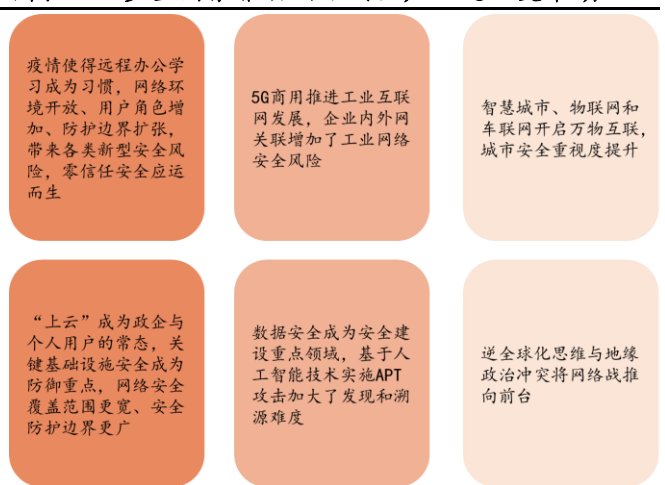 疫情使得远程办公学
习成为习惯，网络环
境开放、用户角色增
加、防护边界扩张，
带来各类新型安全风
险，零信任安全应运
而生
5G商用推进工业互联
网发展，企业内外网
关联增加了工业网络
安全风险
智慧城市、物联网和
车联网开启万物互联，
城市安全重视度提升
“上云”成为政企与
个人用户的常态，关
键基础设施安全成为
防御重点，网络安全
覆盖范围更宽、安全
防护边界更广
数据安全成为安全建
设重点领域，基于人
工智能技术实施APT
攻击加大了发现和溯
源难度
逆全球化思维与地缘
政治冲突将网络战推
向前台